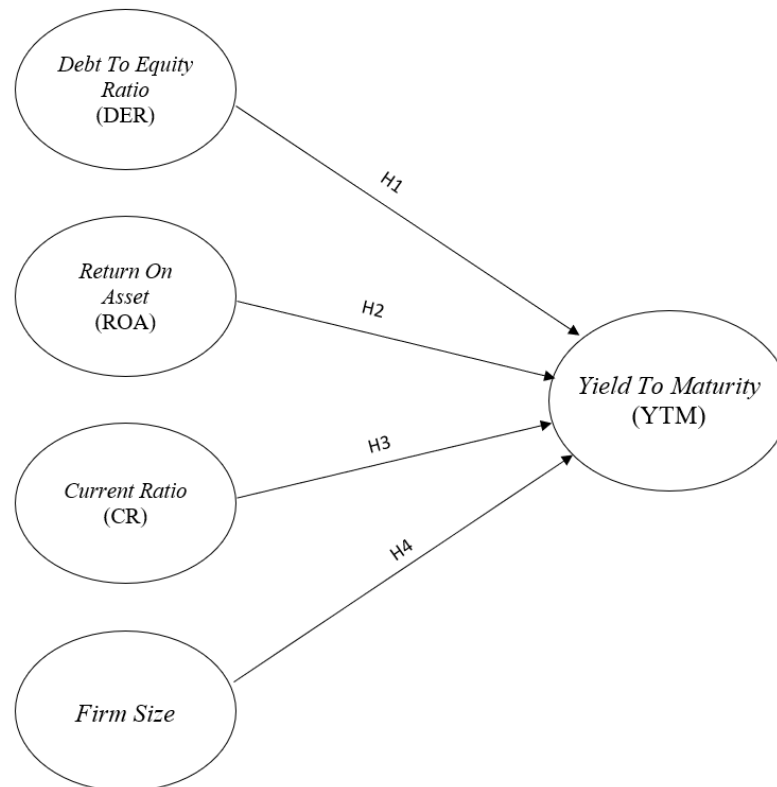 Debt To Equity
Ratio
(DER)
H1
Return On
Asset
(ROA)
H2
Yield To Maturity
(YTM)
H3
Current Ratio
(CR)
H4
Firm Size